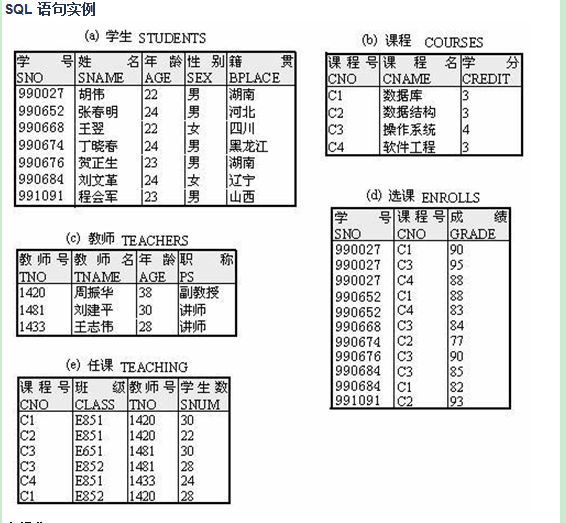 SQL 语句实例
(a) 学生 STUDENTS
学 号 姓 名 年 龄 性 别 籍 贯
SNO SNAME AGE SEX BPLACE
990027 胡伟 22 男 湖南
990652 张春明 24 男 河北
990668 王翌 22 女 四川
990674 丁晓春 24 男 黑龙江
990676 贺正生 23 男 湖南
990684 刘文革 24 女 辽宁
991091 程会军 23 男 山西
(b) 课程 COURSES
课 程 号 课 程 名 学 分
CNO CNAME CREDIT
C1 数据库 3
C2 数据结构 3
C3 操作系统 4
C4 软件工程 3
(c) 教师 TEACHERS
教 师 号 教 师 名 年 龄 职 称
TNO TNAME AGE PS
1420 周振华 38 副教授
1481 刘建平 30 讲师
1433 王志伟 28 讲师
(d) 选课 ENROLLS
学 号 课 程 号 成 绩
SNO CNO GRADE
990027 C1 90
990027 C3 95
990027 C4 88
990652 C1 88
990652 C4 83
990668 C3 84
990674 C2 77
990676 C3 90
990684 C3 85
990684 C1 82
991091 C2 93
(e) 任课 TEACHING
课 程 号 班 级 教 师 号 学 生 数
CNO CLASS TNO SNUM
C1 E851 1420 30
C2 E851 1420 22
C3 E651 1481 30
C3 E852 1481 28
C4 E851 1433 24
C1 E852 1420 28